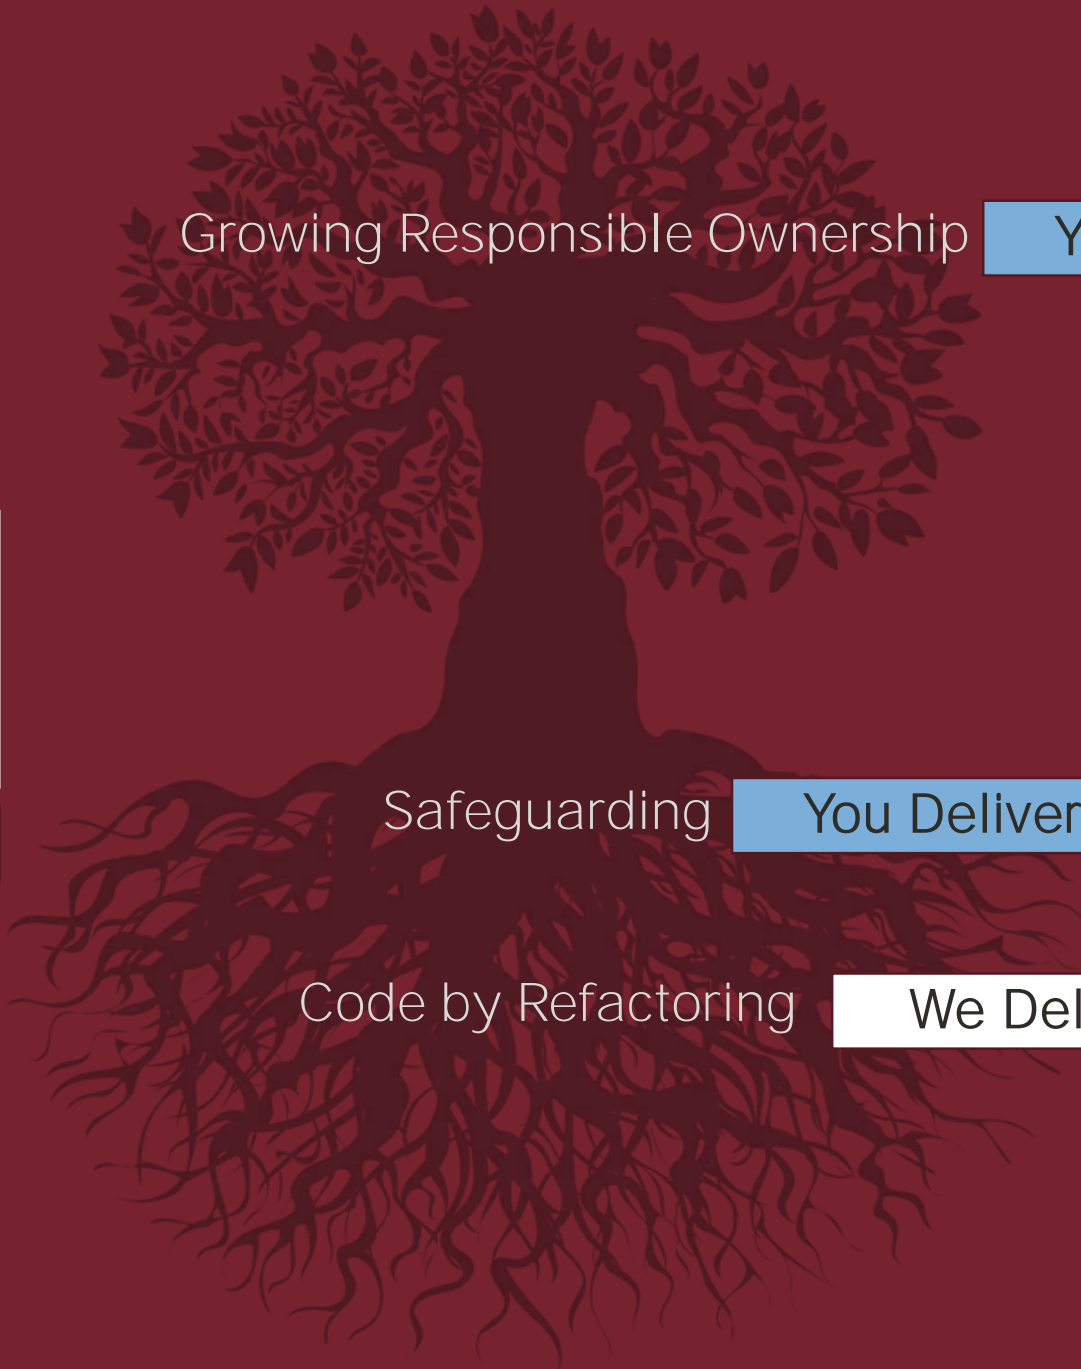 Growing Responsible Ownership
Safeguarding You Deliver
Code by Refactoring We Del